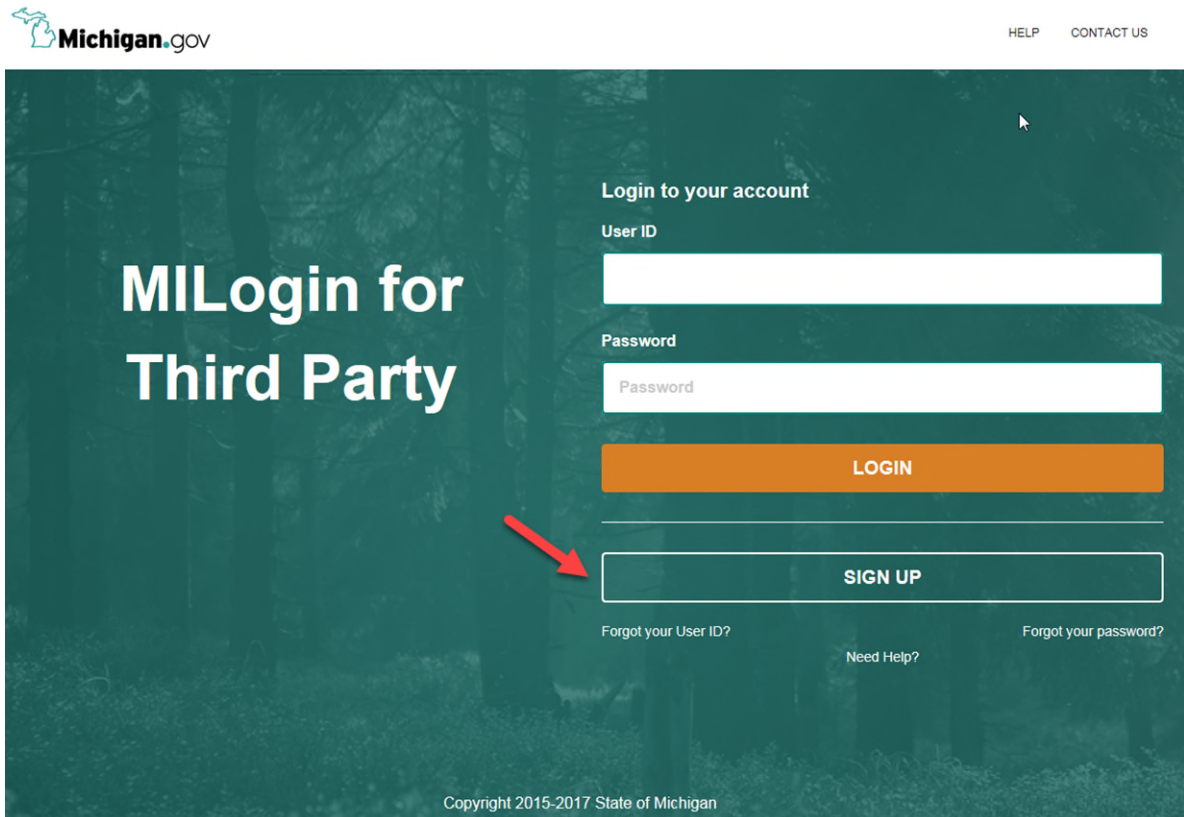 Michigan.gov
HELP CONTACT US
MILogin for
Third Party
Login to your account
User ID
Password
Password
LOGIN
SIGN UP
Forgot your User ID? Forgot your password?
Need Help?
Copyright 2015-2017 State of Michigan